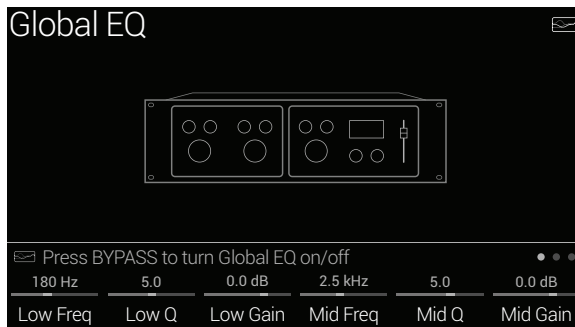 Global EQ
Press BYPASS to turn Global EQ on/off
180 Hz 5.0 0.0 dB 2.5 kHz 5.0 0.0 dB
Low Freq Low Q Low Gain Mid Freq Mid Q Mid Gain